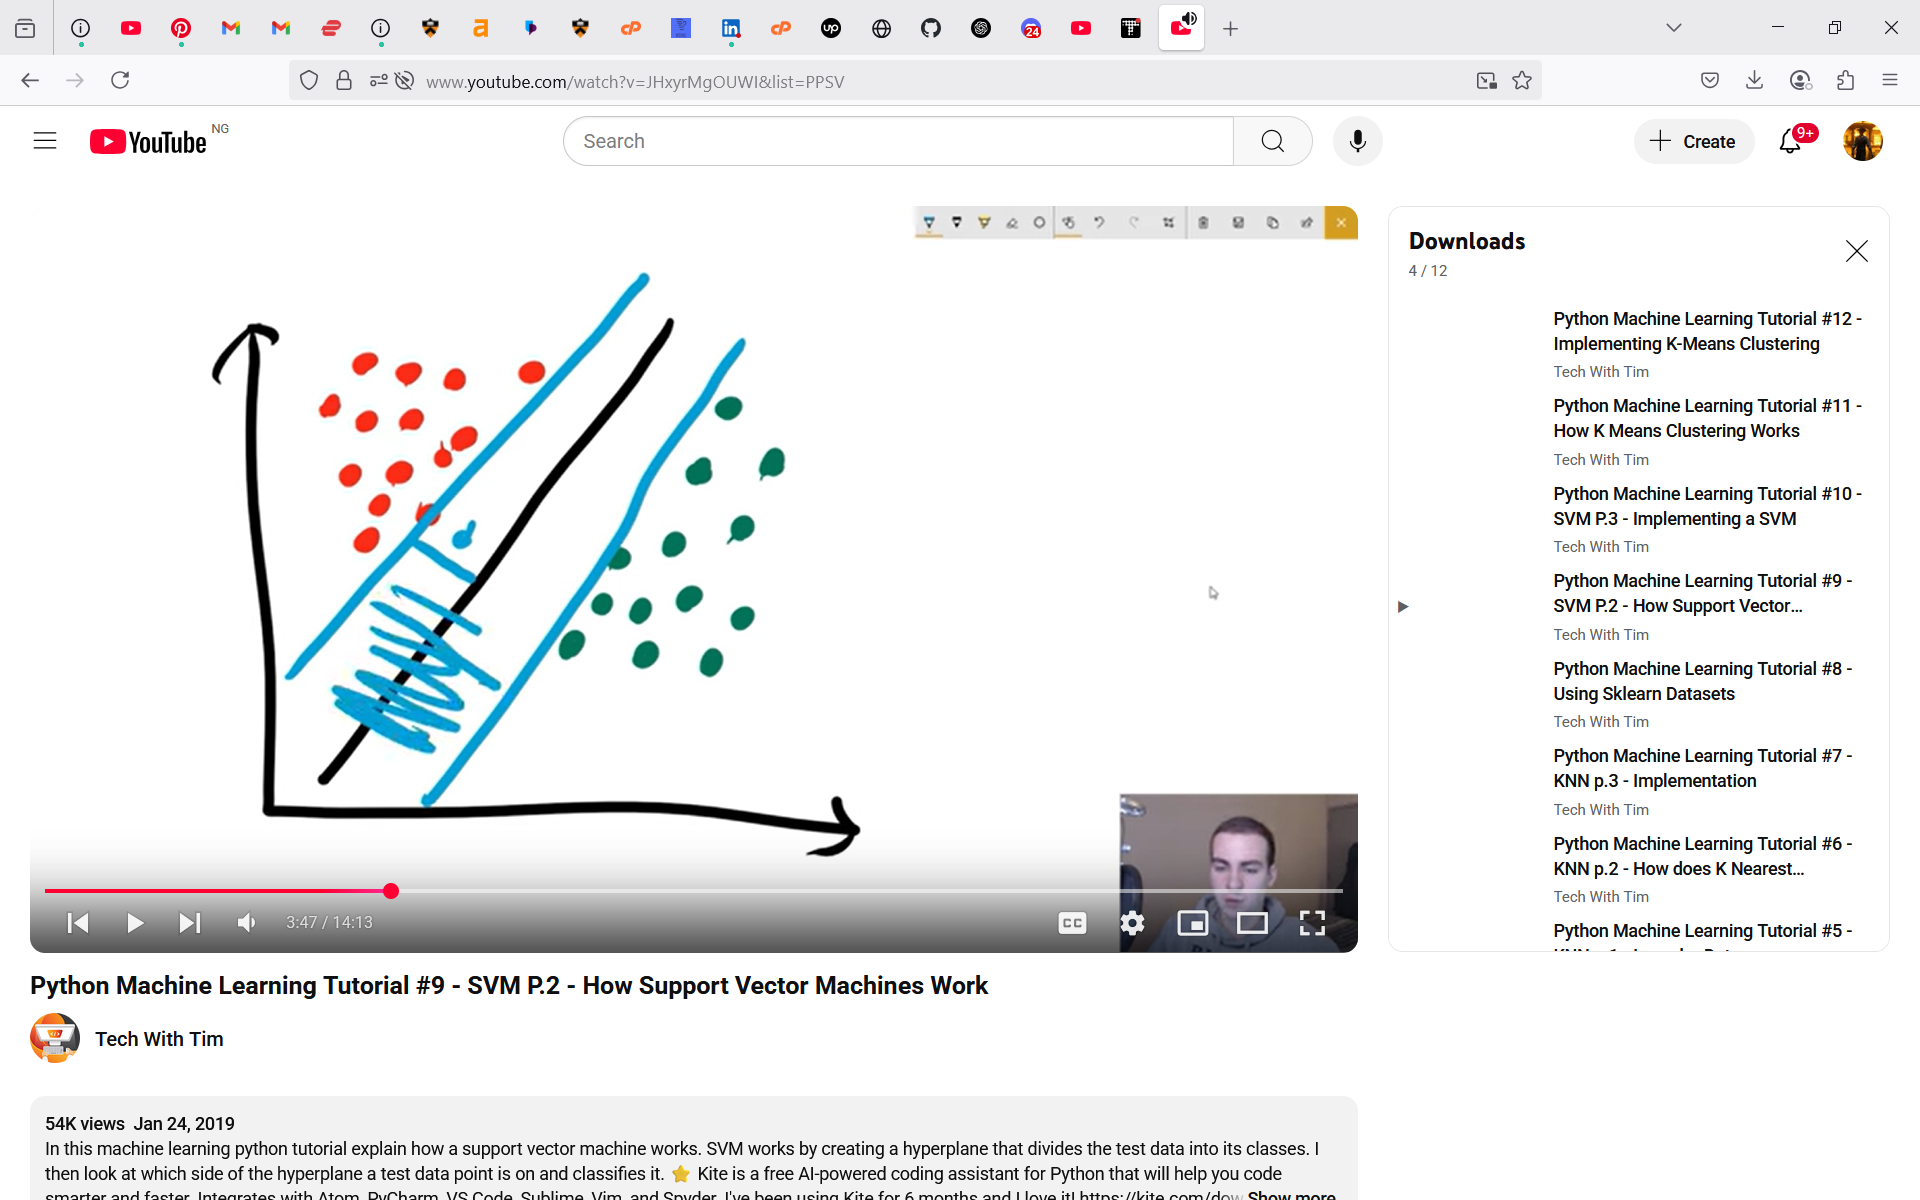 24
www.youtube.com/watch?v=JHxyrMgOUWI&list=PPSV
YouTube NG
Search
Create
9+
Downloads
4 / 12
Python Machine Learning Tutorial #12 -
Implementing K-Means Clustering
Tech With Tim
Python Machine Learning Tutorial #11 -
How K Means Clustering Works
Tech With Tim
Python Machine Learning Tutorial #10 -
SVM P.3 - Implementing a SVM
Tech With Tim
Python Machine Learning Tutorial #9 -
SVM P.2 - How Support Vector...
Tech With Tim
Python Machine Learning Tutorial #8 -
Using Sklearn Datasets
Tech With Tim
Python Machine Learning Tutorial #7 -
KNN p.3 - Implementation
Tech With Tim
Python Machine Learning Tutorial #6 -
KNN p.2 - How does K Nearest...
Tech With Tim
Python Machine Learning Tutorial #5 -
3:47 / 14:13
CC
Python Machine Learning Tutorial #9 - SVM P.2 - How Support Vector Machines Work
Tech With Tim
54K views Jan 24, 2019
In this machine learning python tutorial explain how a support vector machine works. SVM works by creating a hyperplane that divides the test data into its classes. I
then look at which side of the hyperplane a test data point is on and classifies it. ⭐ Kite is a free AI-powered coding assistant for Python that will help you code
smarter and faster. Integrates with Atom, PyCharm, VS Code, Sublime, Vim, and Spyder. I've been using Kite for 6 months and I love it! https://kite.com/dow Show more